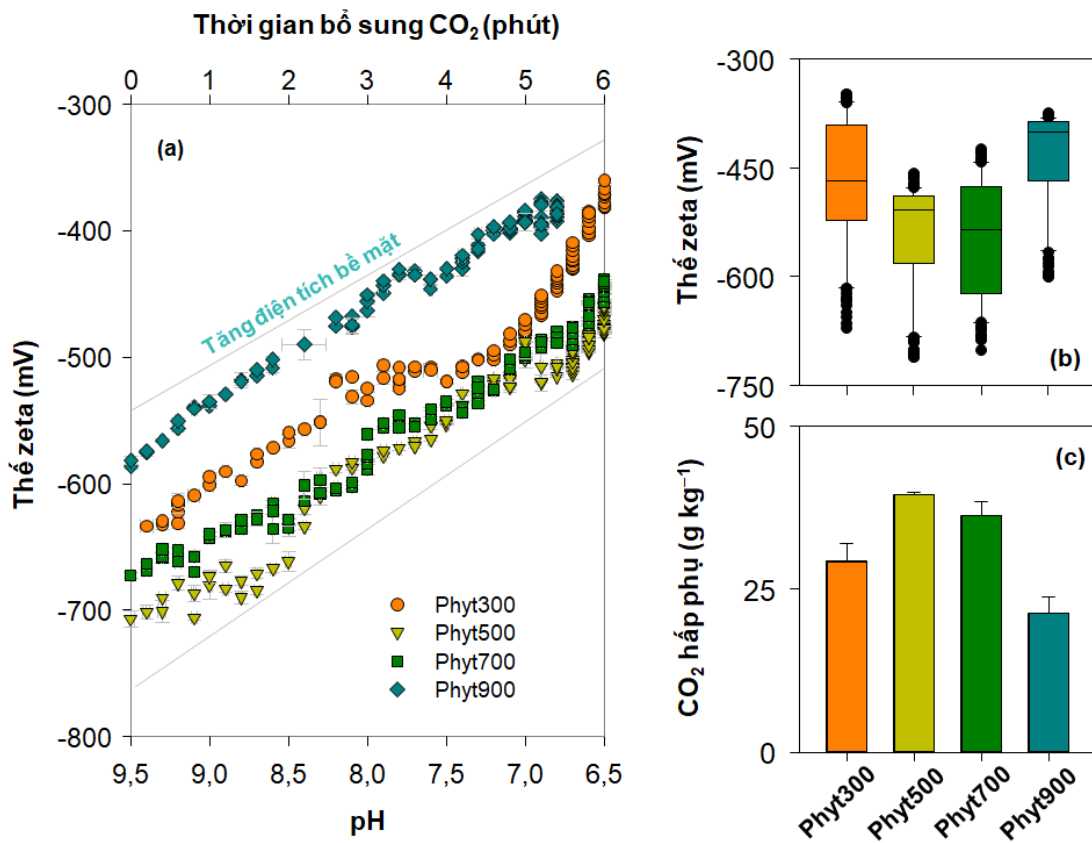 Thời gian bổ sung CO₂ (phút)
0 1 2 3 4 5 6
-300
-400
-500
-600
-700
-800
Thế zeta (mV)
(a)
Tăng điện tích bề mặt
Phyt300
Phyt500
Phyt700
Phyt900
9,5 9,0 8,5 8,0 7,5 7,0 6,5
pH
-300
-450
-600
-750
Thế zeta (mV)
(b)
50
25
0
CO₂ hấp phụ (g kg⁻¹)
(c)
Phyt300
Phyt500
Phyt700
Phyt900